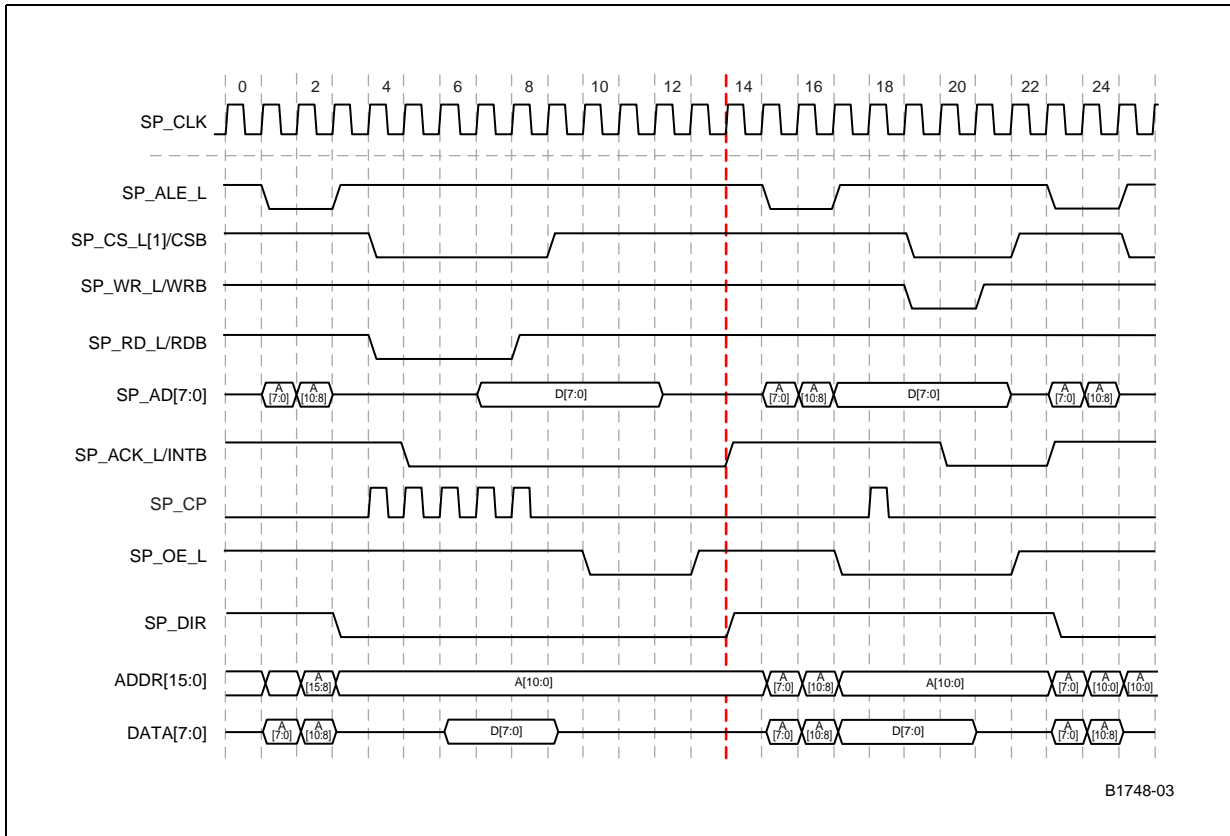 0 2 4 6 8 10 12 14 16 18 20 22 24
SP_CLK
SP_ALE_L
SP_CS_L[1]/CSB
SP_WR_L/WRB
SP_RD_L/RDB
SP_AD[7:0] A [7:0] A [10:8] D[7:0] A [7:0] A [10:8] D[7:0] A [7:0] A [10:8]
SP_ACK_L/INTB
SP_CP
SP_OE_L
SP_DIR
ADDR[15:0] A [15:8] A[10:0] A [7:0] A [10:8] A[10:0] A [7:0] A [10:0] A [10:0]
DATA[7:0] A [7:0] A [10:8] D[7:0] A [7:0] A [10:8] D[7:0] A [7:0] A [10:8]
B1748-03